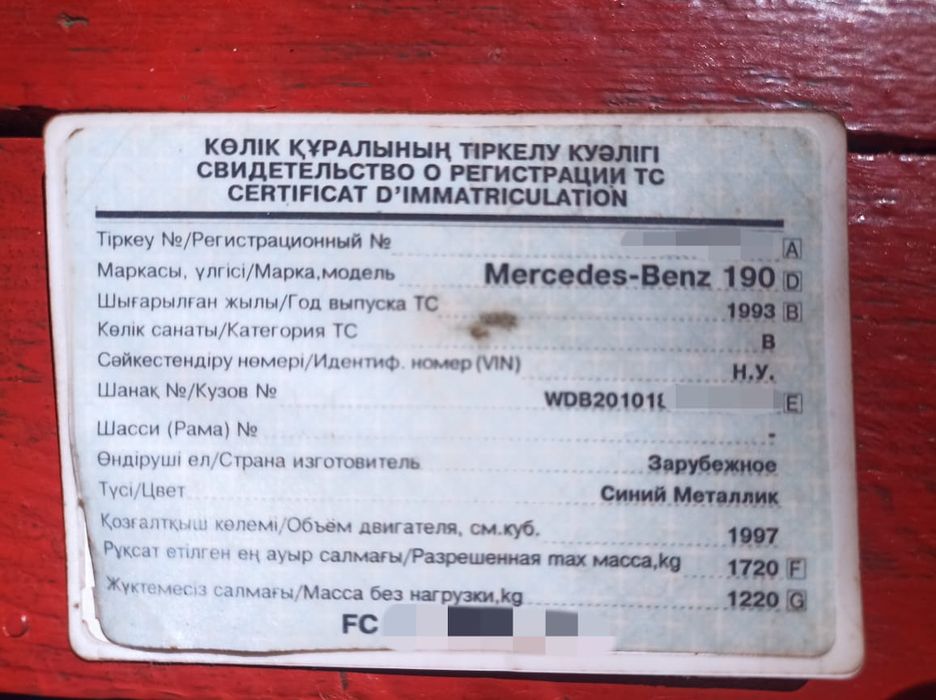 КӨЛІК ҚҰРАЛЫНЫҢ ТІРКЕЛУ КУӘЛІГІ
СВИДЕТЕЛЬСТВО О РЕГИСТРАЦИИ ТС
CERTIFICAT D'IMMATRICULATION
Тіркеу №/Регистрационный № A
Маркасы, үлгісі/Марка,модель Mercedes-Benz 190 D
Шығарылған жылы/Год выпуска ТС 1993 B
Көлік санаты/Категория ТС B
Сәйкестендіру нөмері/Идентиф. номер (VIN) Н.У.
Шанақ №/Кузов № WDB201018 E
Шасси (Рама) № -
Өндіруші ел/Страна изготовитель Зарубежное
Түсі/Цвет Синий Металлик
Қозғалтқыш көлемі/Объем двигателя, см.куб. 1997
Рұқсат етілген ең ауыр салмағы/Разрешенная max масса,kg 1720 F
Жүктемесіз салмағы/Масса без нагрузки,kg 1220 G
FC